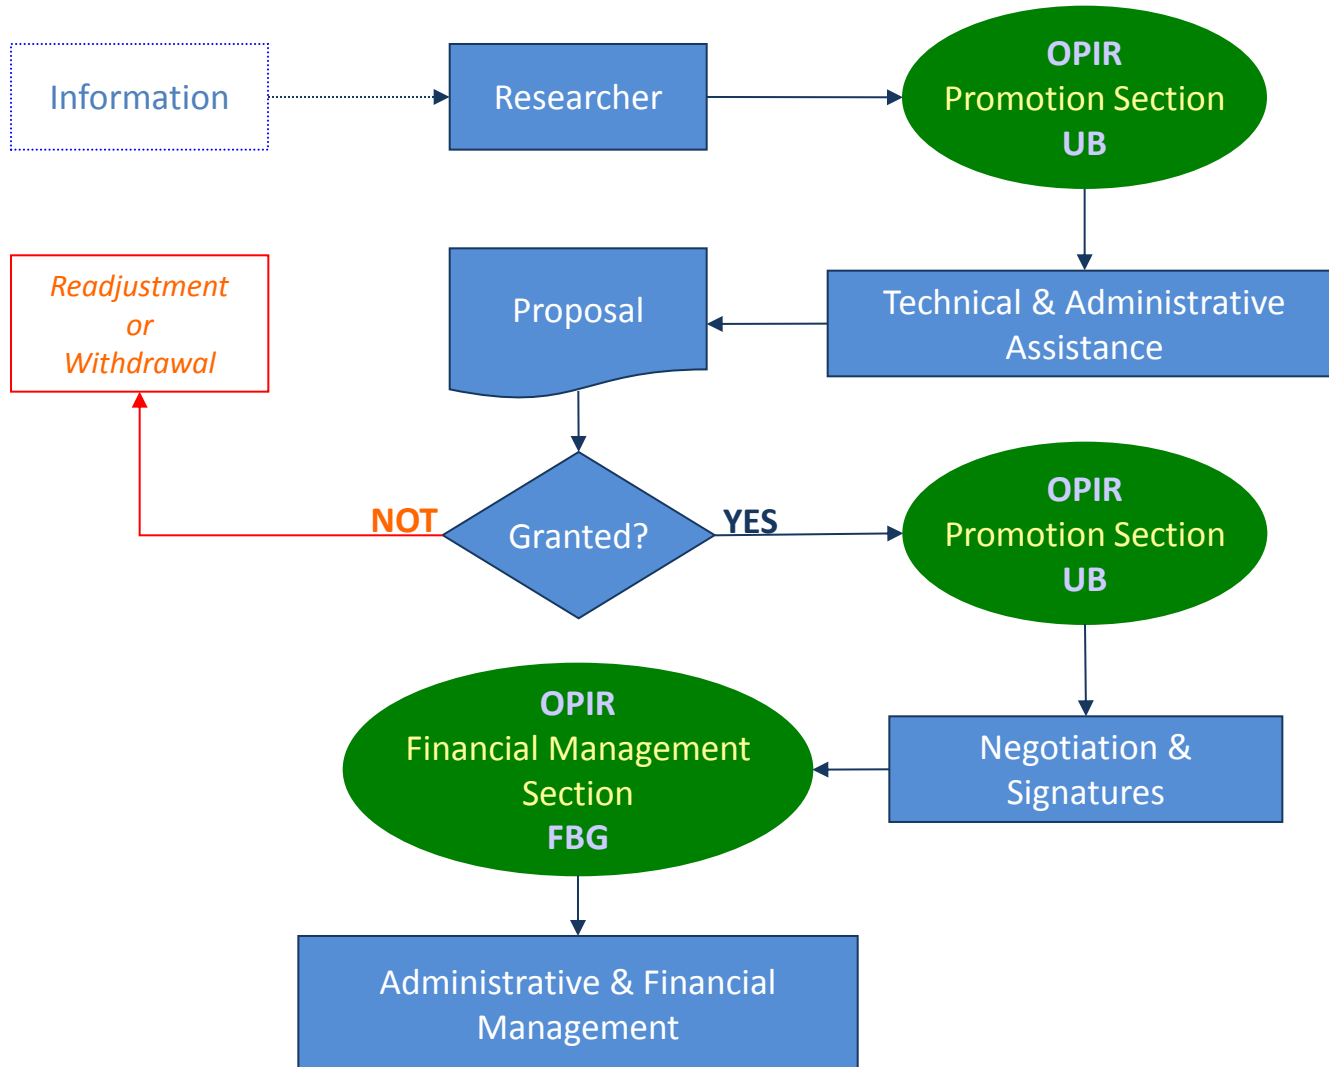 Information
Researcher
OPIR
Promotion Section
UB
Readjustment
or
Withdrawal
Proposal
Technical & Administrative
Assistance
NOT
Granted?
YES
OPIR
Promotion Section
UB
OPIR
Financial Management
Section
FBG
Negotiation &
Signatures
Administrative & Financial
Management